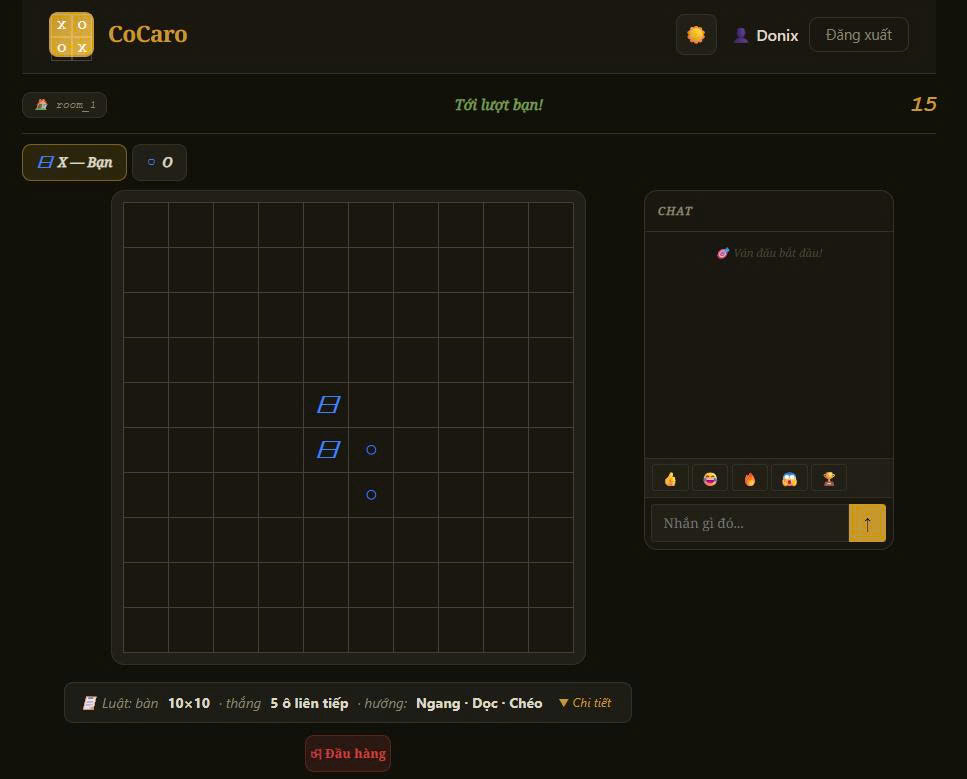 X O
O X
CoCaro
Donix
Đăng xuất
room_1
Tới lượt bạn!
15
X — Bạn
O
CHAT
Ván đấu bắt đầu!
Nhắn gì đó...
↑
Luật: bàn 10×10 · thắng 5 ô liên tiếp · hướng: Ngang · Dọc · Chéo ▼ Chi tiết
Đầu hàng